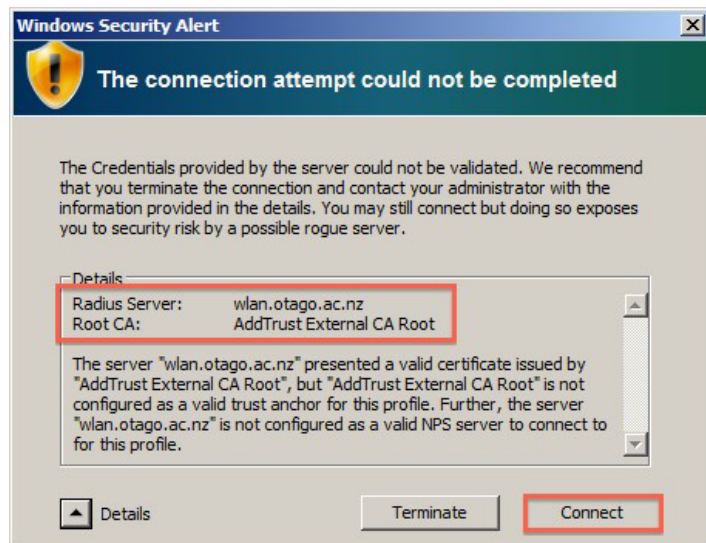 Windows Security Alert
The connection attempt could not be completed
The Credentials provided by the server could not be validated. We recommend
that you terminate the connection and contact your administrator with the
information provided in the details. You may still connect but doing so exposes
you to security risk by a possible rogue server.
Details
Radius Server: wlan.otago.ac.nz
Root CA: AddTrust External CA Root
The server "wlan.otago.ac.nz" presented a valid certificate issued by
"AddTrust External CA Root", but "AddTrust External CA Root" is not
configured as a valid trust anchor for this profile. Further, the server
"wlan.otago.ac.nz" is not configured as a valid NPS server to connect to
for this profile.
Details
Terminate
Connect